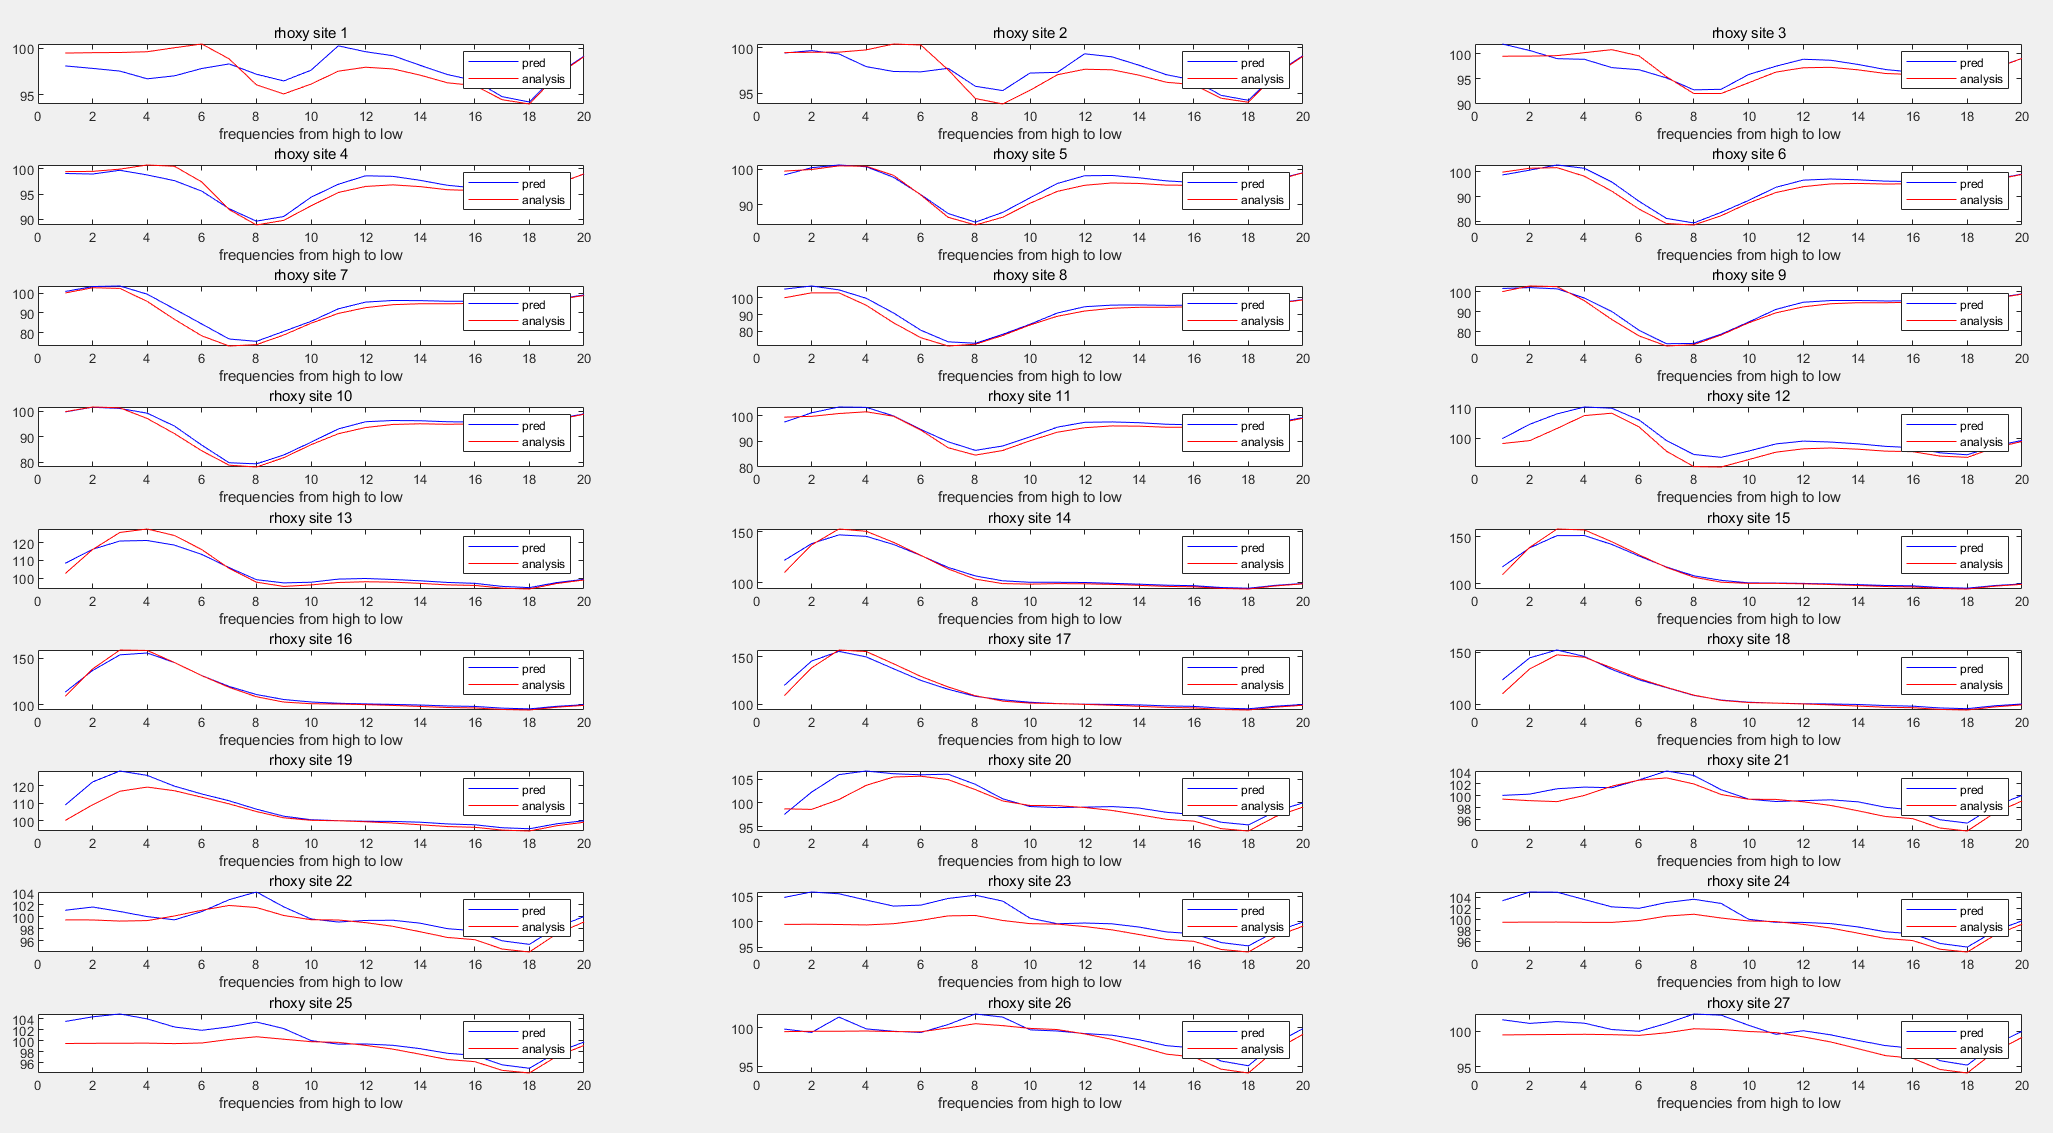 rhoxy site 1
100
95
pred
analysis
0 2 4 6 8 10 12 14 16 18 20
frequencies from high to low
rhoxy site 2
100
95
pred
analysis
0 2 4 6 8 10 12 14 16 18 20
frequencies from high to low
rhoxy site 3
100
95
90
pred
analysis
0 2 4 6 8 10 12 14 16 18 20
frequencies from high to low
rhoxy site 4
100
95
90
pred
analysis
0 2 4 6 8 10 12 14 16 18 20
frequencies from high to low
rhoxy site 5
100
90
pred
analysis
0 2 4 6 8 10 12 14 16 18 20
frequencies from high to low
rhoxy site 6
100
90
80
pred
analysis
0 2 4 6 8 10 12 14 16 18 20
frequencies from high to low
rhoxy site 7
100
90
80
pred
analysis
0 2 4 6 8 10 12 14 16 18 20
frequencies from high to low
rhoxy site 8
100
90
80
pred
analysis
0 2 4 6 8 10 12 14 16 18 20
frequencies from high to low
rhoxy site 9
100
90
80
pred
analysis
0 2 4 6 8 10 12 14 16 18 20
frequencies from high to low
rhoxy site 10
100
90
80
pred
analysis
0 2 4 6 8 10 12 14 16 18 20
frequencies from high to low
rhoxy site 11
100
90
80
pred
analysis
0 2 4 6 8 10 12 14 16 18 20
frequencies from high to low
rhoxy site 12
110
100
pred
analysis
0 2 4 6 8 10 12 14 16 18 20
frequencies from high to low
rhoxy site 13
120
110
100
pred
analysis
0 2 4 6 8 10 12 14 16 18 20
frequencies from high to low
rhoxy site 14
150
100
pred
analysis
0 2 4 6 8 10 12 14 16 18 20
frequencies from high to low
rhoxy site 15
150
100
pred
analysis
0 2 4 6 8 10 12 14 16 18 20
frequencies from high to low
rhoxy site 16
150
100
pred
analysis
0 2 4 6 8 10 12 14 16 18 20
frequencies from high to low
rhoxy site 17
150
100
pred
analysis
0 2 4 6 8 10 12 14 16 18 20
frequencies from high to low
rhoxy site 18
150
100
pred
analysis
0 2 4 6 8 10 12 14 16 18 20
frequencies from high to low
rhoxy site 19
120
110
100
pred
analysis
0 2 4 6 8 10 12 14 16 18 20
frequencies from high to low
rhoxy site 20
105
100
95
pred
analysis
0 2 4 6 8 10 12 14 16 18 20
frequencies from high to low
rhoxy site 21
104
102
100
98
96
pred
analysis
0 2 4 6 8 10 12 14 16 18 20
frequencies from high to low
rhoxy site 22
104
102
100
98
96
pred
analysis
0 2 4 6 8 10 12 14 16 18 20
frequencies from high to low
rhoxy site 23
105
100
95
pred
analysis
0 2 4 6 8 10 12 14 16 18 20
frequencies from high to low
rhoxy site 24
104
102
100
98
96
pred
analysis
0 2 4 6 8 10 12 14 16 18 20
frequencies from high to low
rhoxy site 25
104
102
100
98
96
pred
analysis
0 2 4 6 8 10 12 14 16 18 20
frequencies from high to low
rhoxy site 26
100
95
pred
analysis
0 2 4 6 8 10 12 14 16 18 20
frequencies from high to low
rhoxy site 27
100
95
pred
analysis
0 2 4 6 8 10 12 14 16 18 20
frequencies from high to low